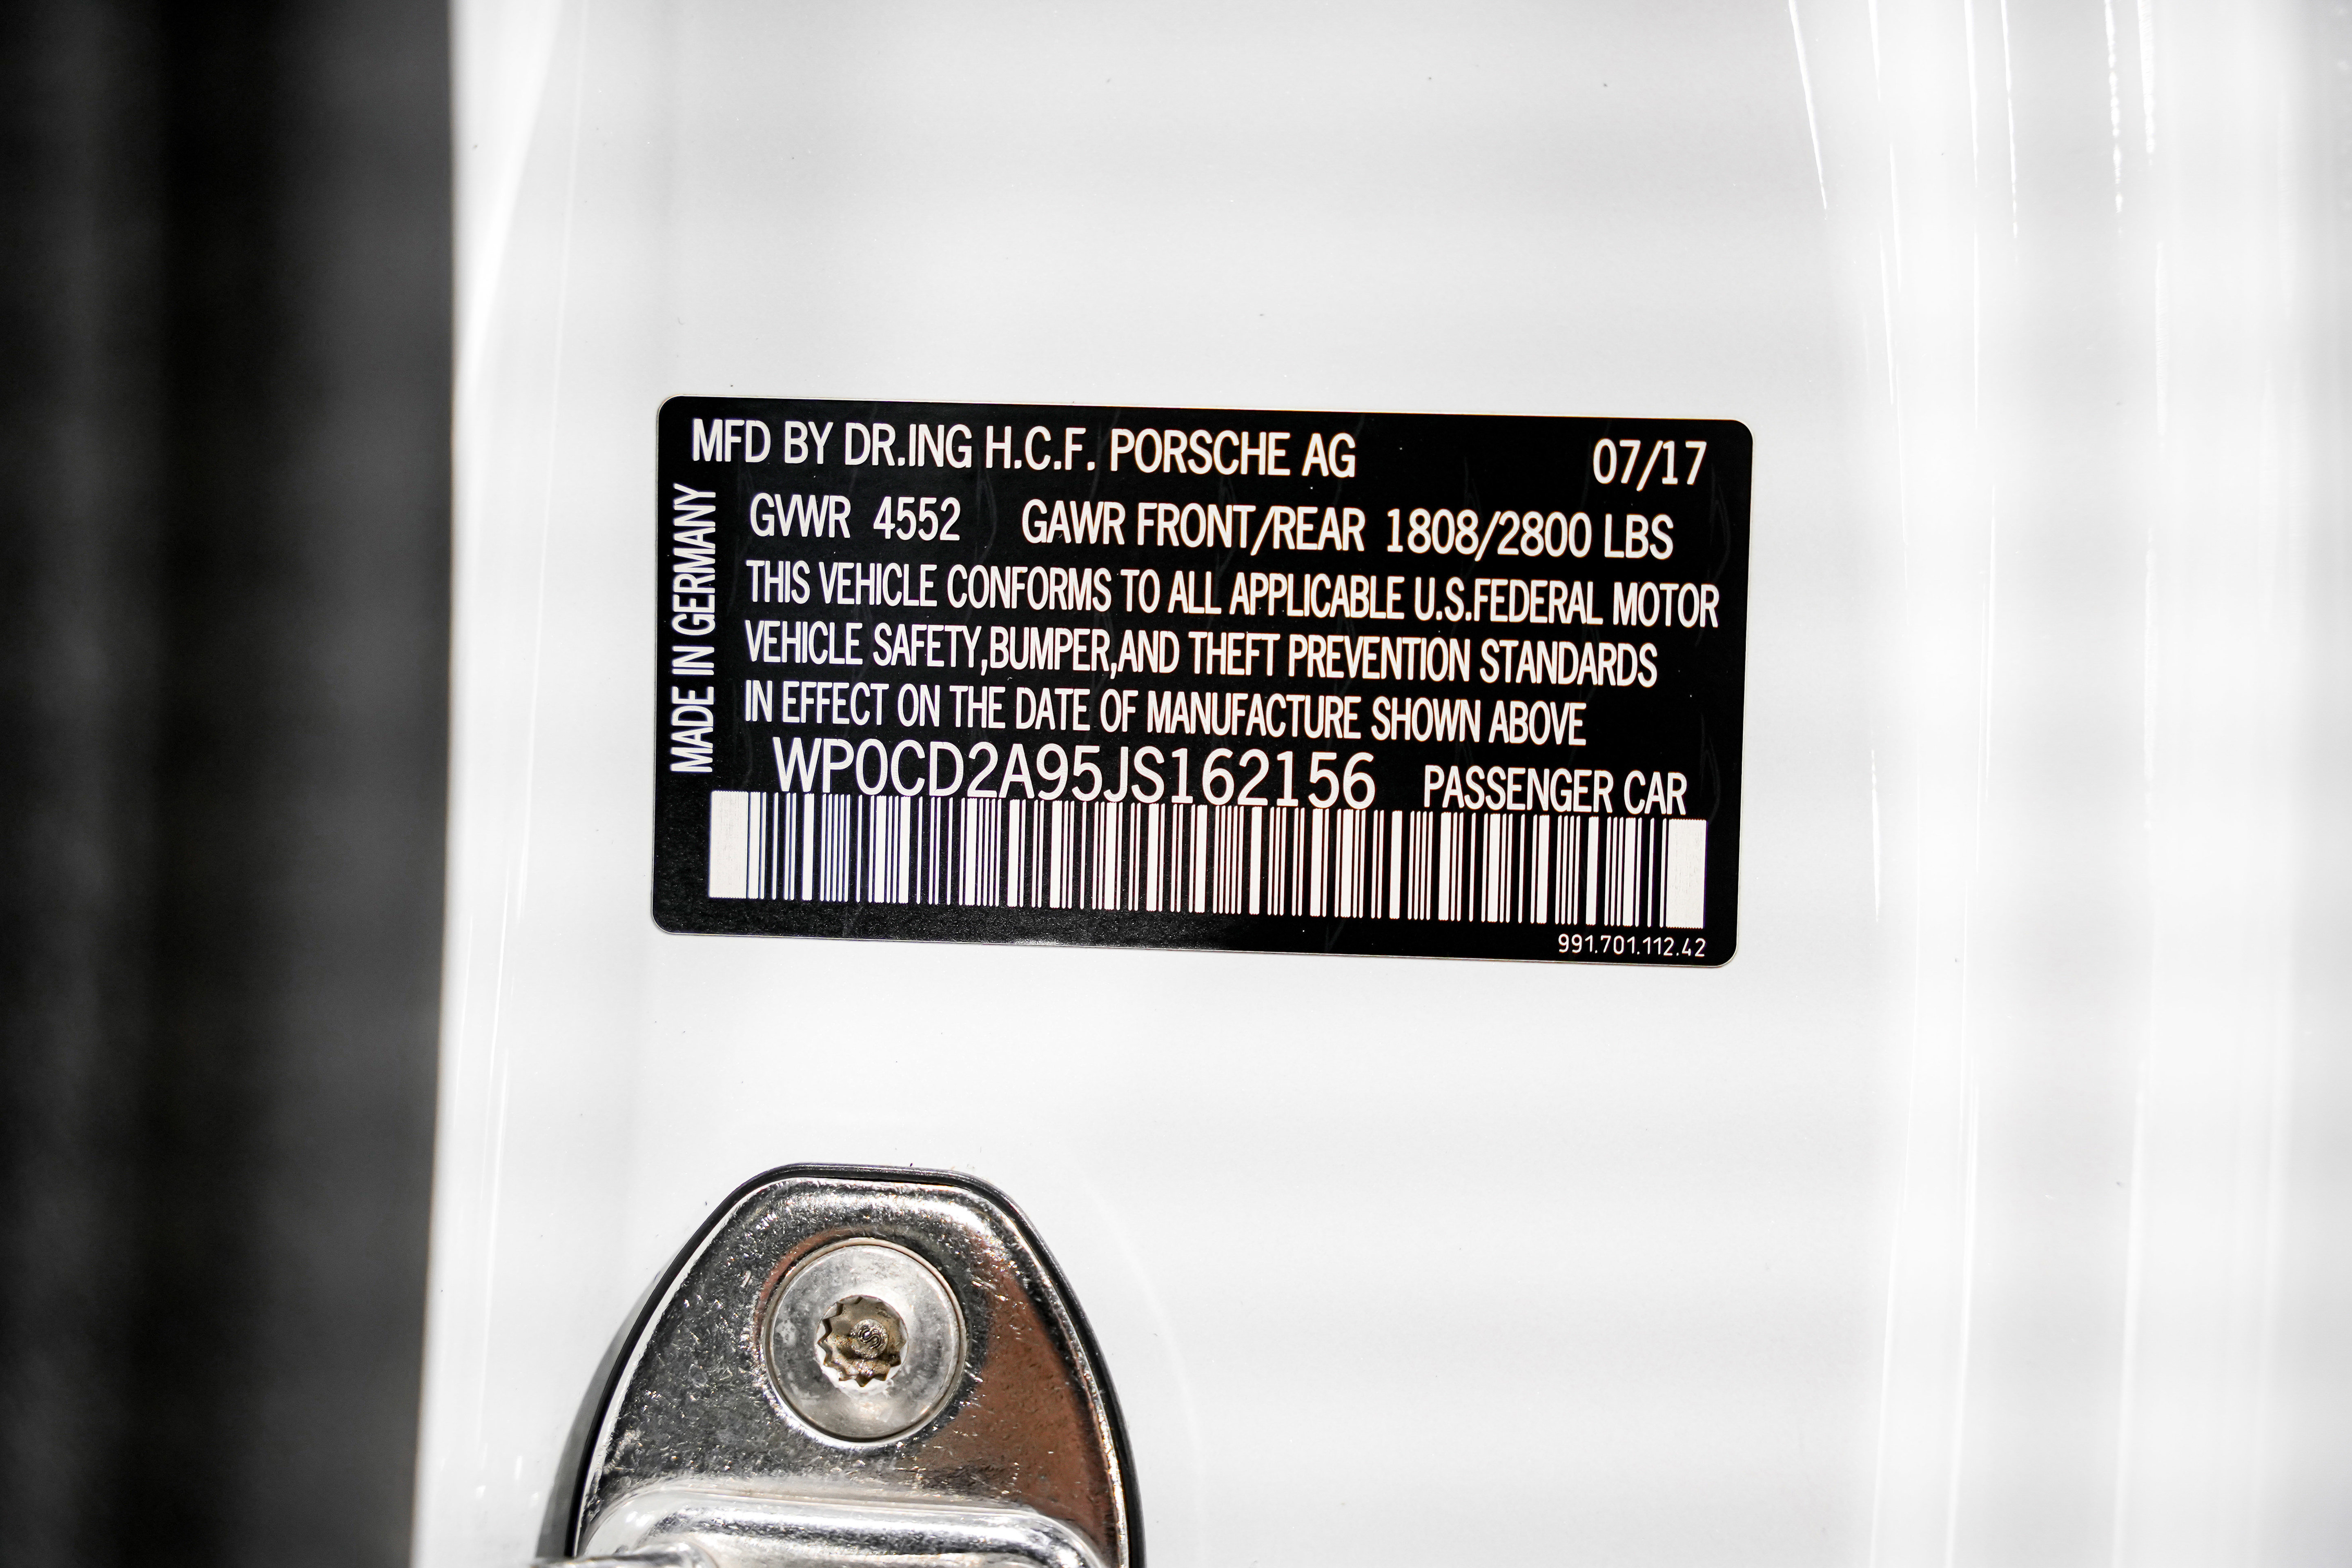 MFD BY DR.ING H.C.F. PORSCHE AG 07/17
MADE IN GERMANY
GVWR 4552 GAWR FRONT/REAR 1808/2800 LBS
THIS VEHICLE CONFORMS TO ALL APPLICABLE U.S.FEDERAL MOTOR
VEHICLE SAFETY,BUMPER,AND THEFT PREVENTION STANDARDS
IN EFFECT ON THE DATE OF MANUFACTURE SHOWN ABOVE
WP0CD2A95JS162156 PASSENGER CAR
991.701.112.42